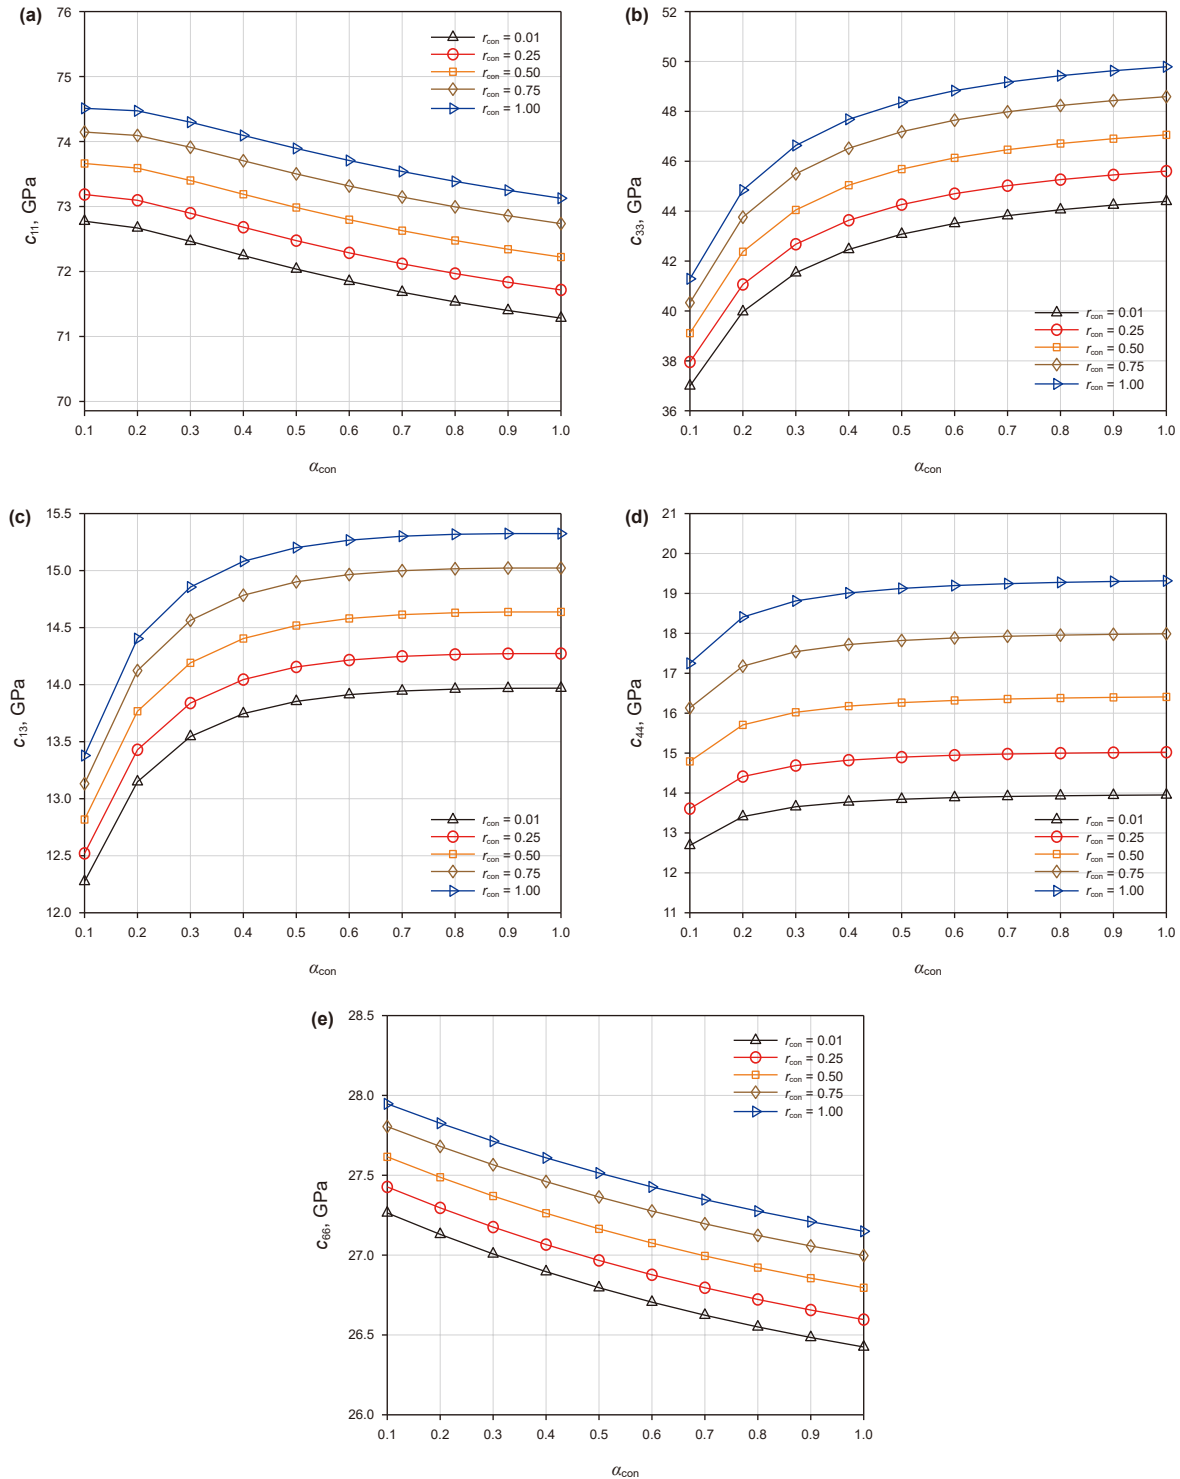 (a)
76
75
74
73
72
71
70
c11, GPa
rcon = 0.01
rcon = 0.25
rcon = 0.50
rcon = 0.75
rcon = 1.00
0.1 0.2 0.3 0.4 0.5 0.6 0.7 0.8 0.9 1.0
αcon
(b)
52
50
48
46
44
42
40
38
36
c33, GPa
rcon = 0.01
rcon = 0.25
rcon = 0.50
rcon = 0.75
rcon = 1.00
0.1 0.2 0.3 0.4 0.5 0.6 0.7 0.8 0.9 1.0
αcon
(c)
15.5
15.0
14.5
14.0
13.5
13.0
12.5
12.0
c13, GPa
rcon = 0.01
rcon = 0.25
rcon = 0.50
rcon = 0.75
rcon = 1.00
0.1 0.2 0.3 0.4 0.5 0.6 0.7 0.8 0.9 1.0
αcon
(d)
21
20
19
18
17
16
15
14
13
12
11
c44, GPa
rcon = 0.01
rcon = 0.25
rcon = 0.50
rcon = 0.75
rcon = 1.00
0.1 0.2 0.3 0.4 0.5 0.6 0.7 0.8 0.9 1.0
αcon
(e)
28.5
28.0
27.5
27.0
26.5
26.0
c66, GPa
rcon = 0.01
rcon = 0.25
rcon = 0.50
rcon = 0.75
rcon = 1.00
0.1 0.2 0.3 0.4 0.5 0.6 0.7 0.8 0.9 1.0
αcon